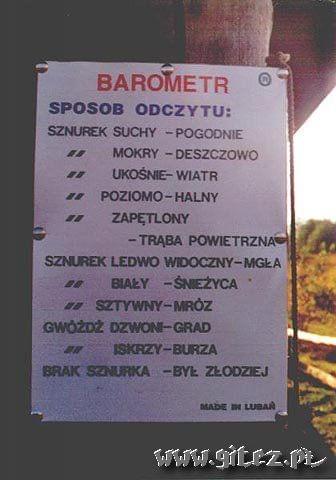 BAROMETR
SPOSOB ODCZYTU:
SZNUREK SUCHY - POGODNIE
〃 MOKRY - DESZCZOWO
〃 UKOŚNIE - WIATR
〃 POZIOMO - HALNY
〃 ZAPĘTLONY
- TRĄBA POWIETRZNA
SZNUREK LEDWO WIDOCZNY - MGŁA
〃 BIAŁY - ŚNIEŻYCA
〃 SZTYWNY - MRÓZ
GWÓŹDŹ DZWONI - GRAD
〃 ISKRZY - BURZA
BRAK SZNURKA - BYŁ ZŁODZIEJ
MADE IN LUBAŃ
www.gitez.pl